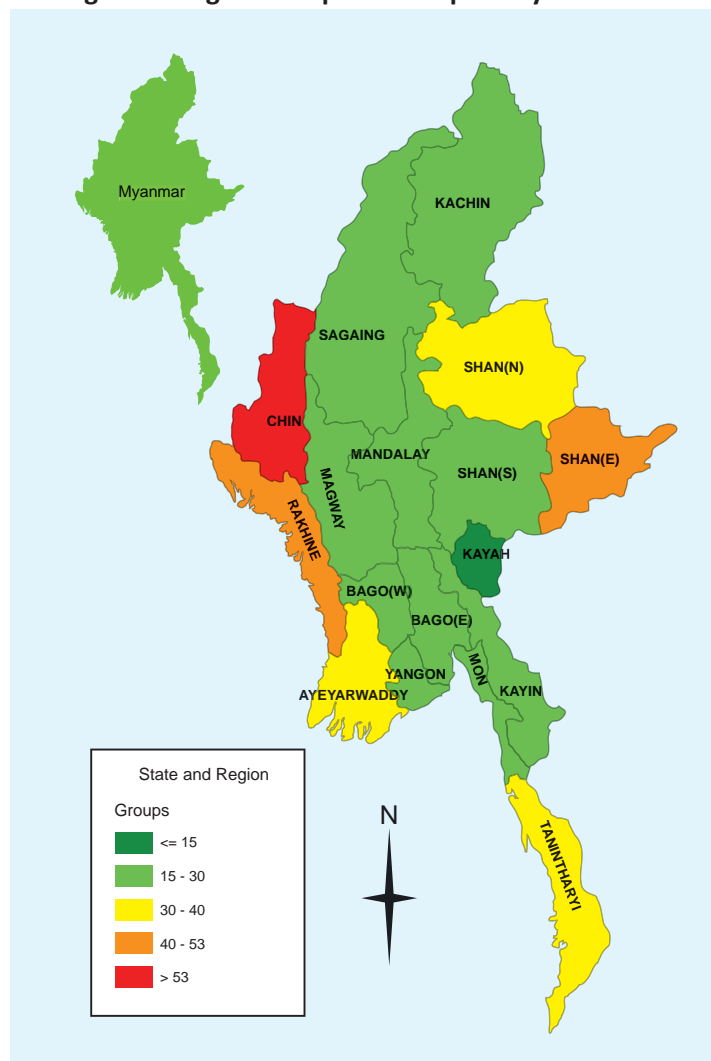 Myanmar
KACHIN
SAGAING
SHAN(N)
CHIN
MANDALAY
SHAN(E)
SHAN(S)
MAGWAY
RAKHINE
KAYAH
BAGO(W)
BAGO(E)
MON
YANGON
KAYIN
AYEYARWADDY
TANINTHARYI
State and Region
Groups
<= 15
15 - 30
30 - 40
40 - 53
> 53
N